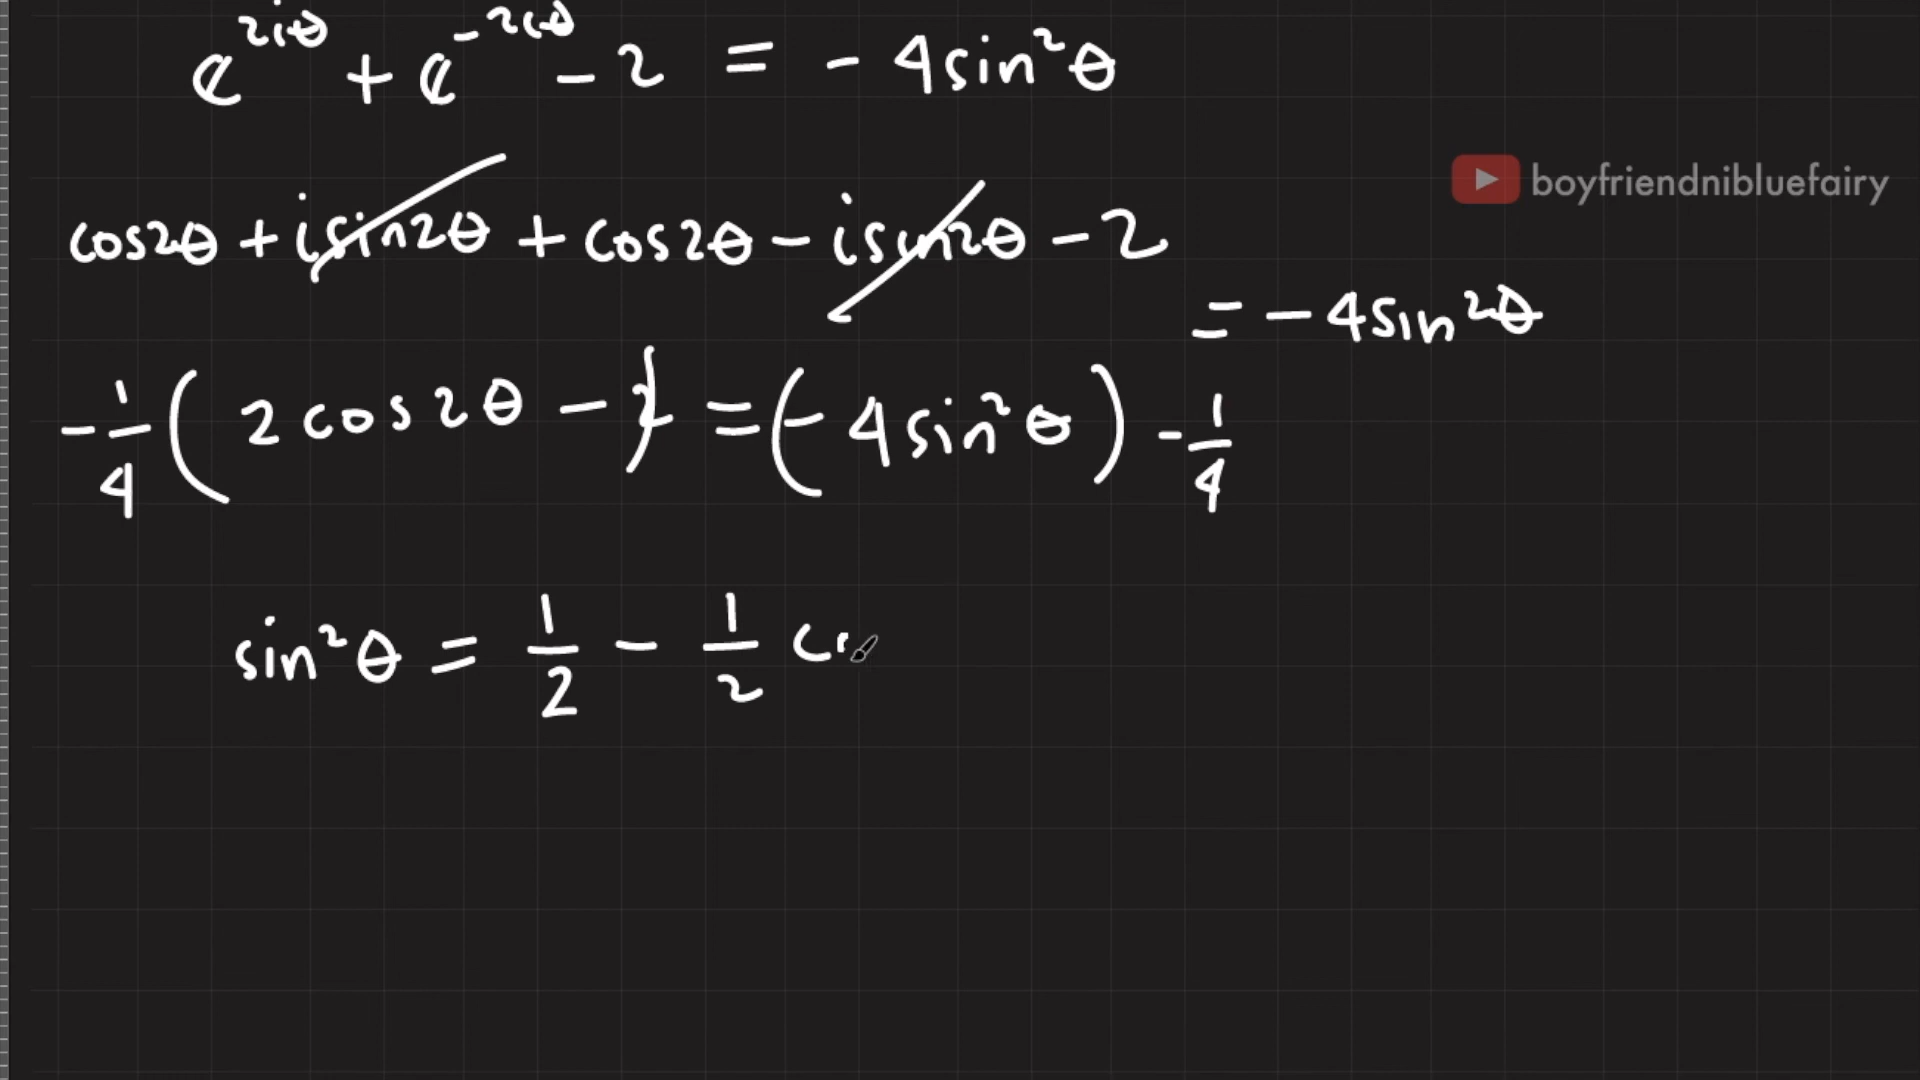 e^{2iθ} + e^{-2iθ} - 2 = - 4sin²θ
boyfriendnibluefairy
cos2θ + isin2θ + cos2θ - isin2θ - 2
= - 4sin²θ
-1/4 ( 2cos2θ - 2 ) = (- 4sin²θ) -1/4
sin²θ = 1/2 - 1/2 co